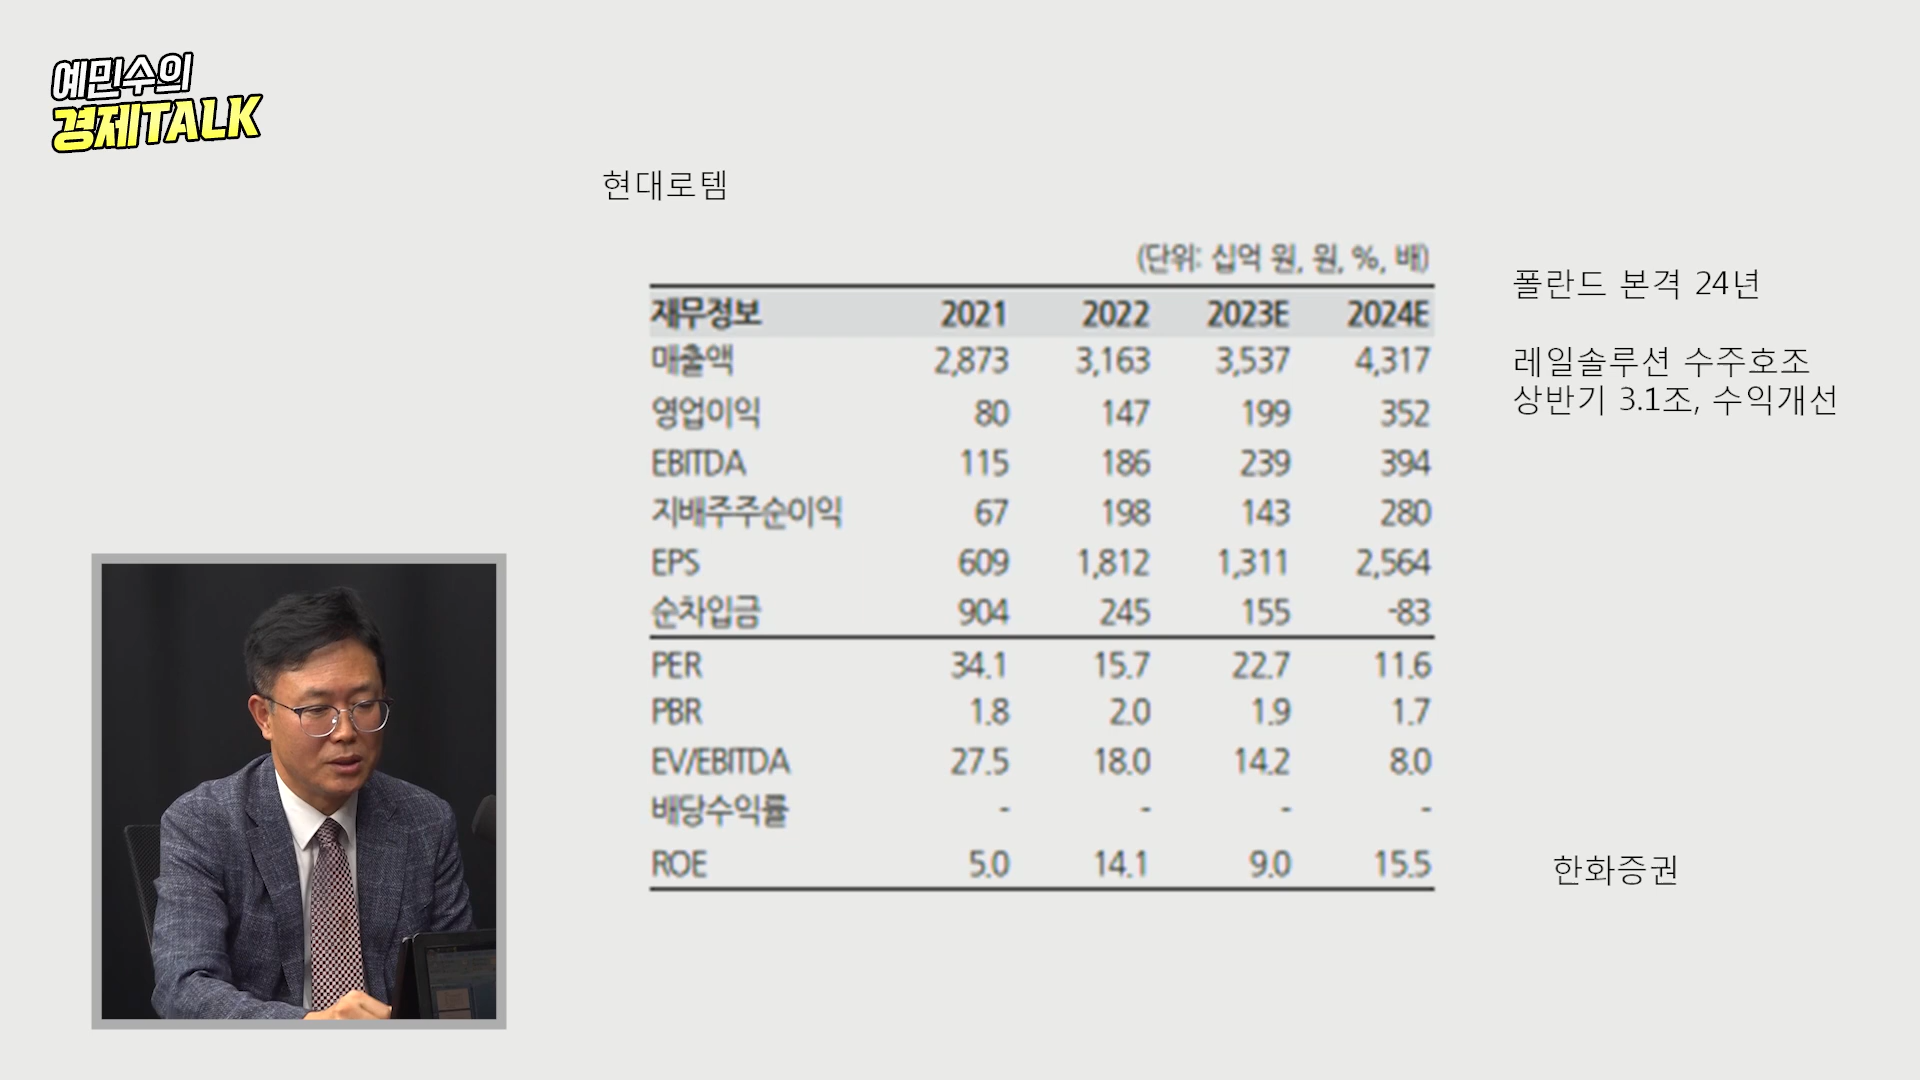 예민수의
경제TALK
현대로템
(단위: 십억 원, 원, %, 배)
재무정보 2021 2022 2023E 2024E
매출액 2,873 3,163 3,537 4,317
영업이익 80 147 199 352
EBITDA 115 186 239 394
지배주주순이익 67 198 143 280
EPS 609 1,812 1,311 2,564
순차입금 904 245 155 -83
PER 34.1 15.7 22.7 11.6
PBR 1.8 2.0 1.9 1.7
EV/EBITDA 27.5 18.0 14.2 8.0
배당수익률 - - - -
ROE 5.0 14.1 9.0 15.5
폴란드 본격 24년
레일솔루션 수주호조
상반기 3.1조, 수익개선
한화증권